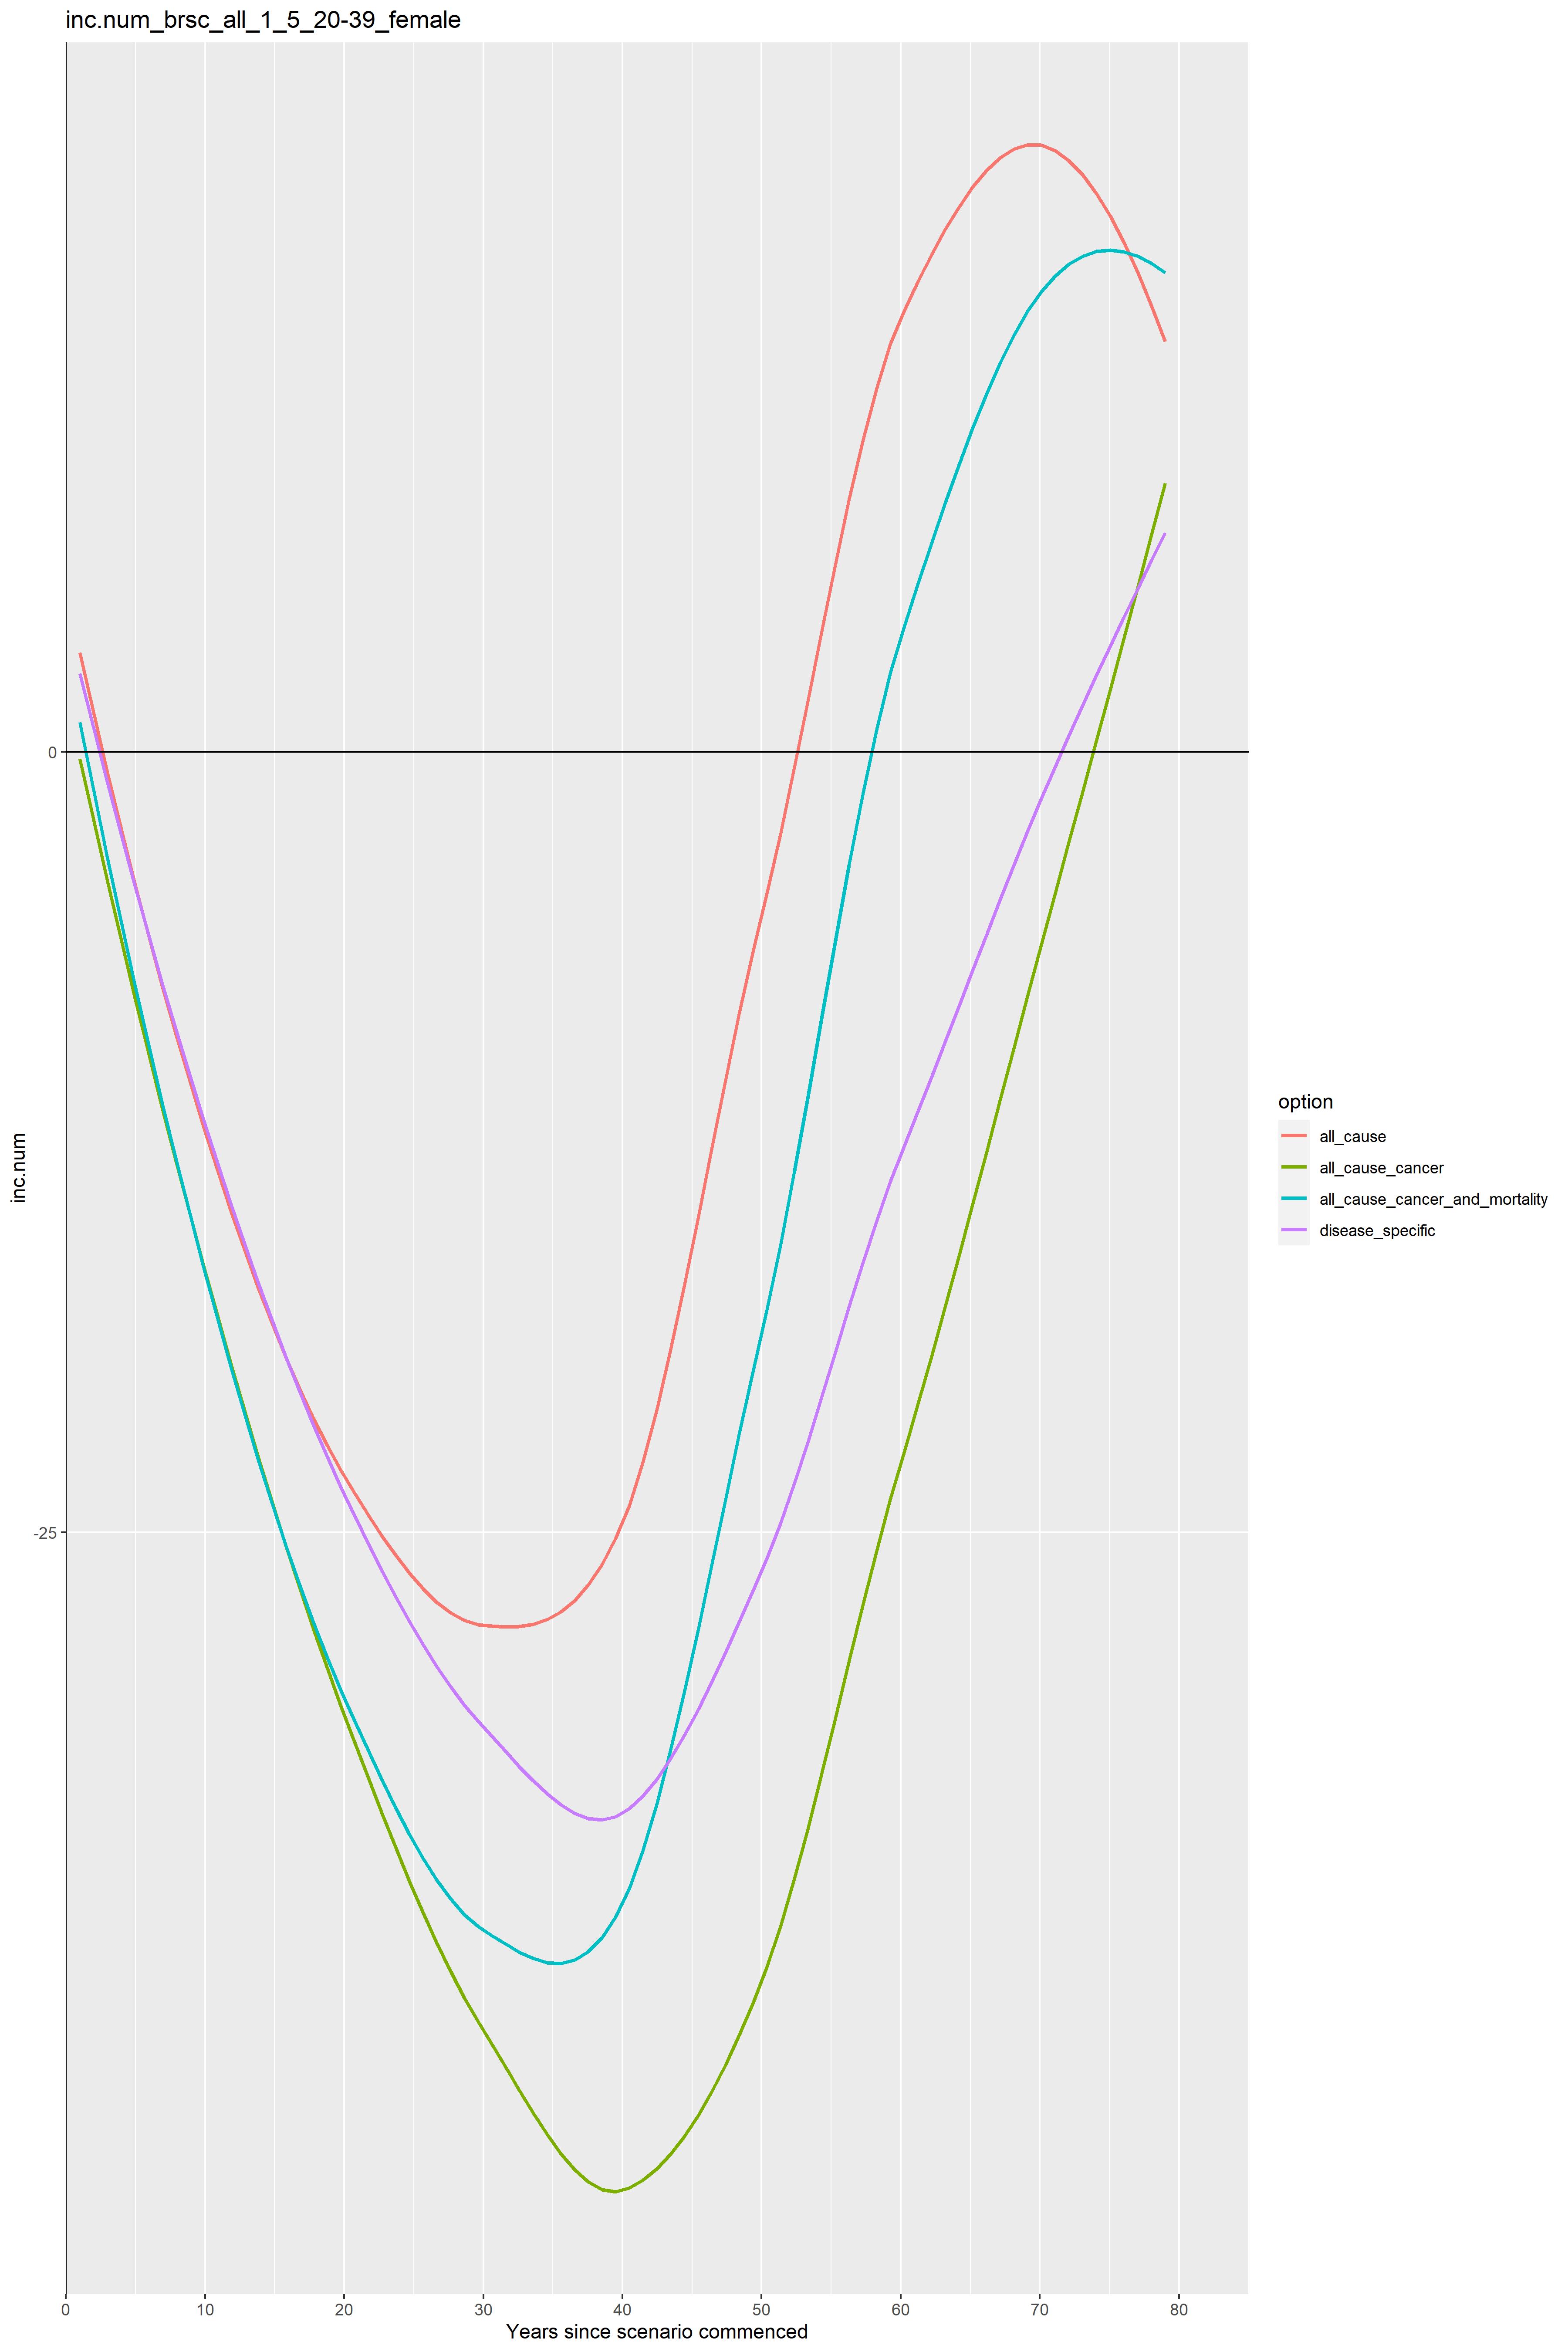 inc.num_brsc_all_1_5_20-39_female
inc.num
0
-25
0 10 20 30 40 50 60 70 80
Years since scenario commenced
option
all_cause
all_cause_cancer
all_cause_cancer_and_mortality
disease_specific